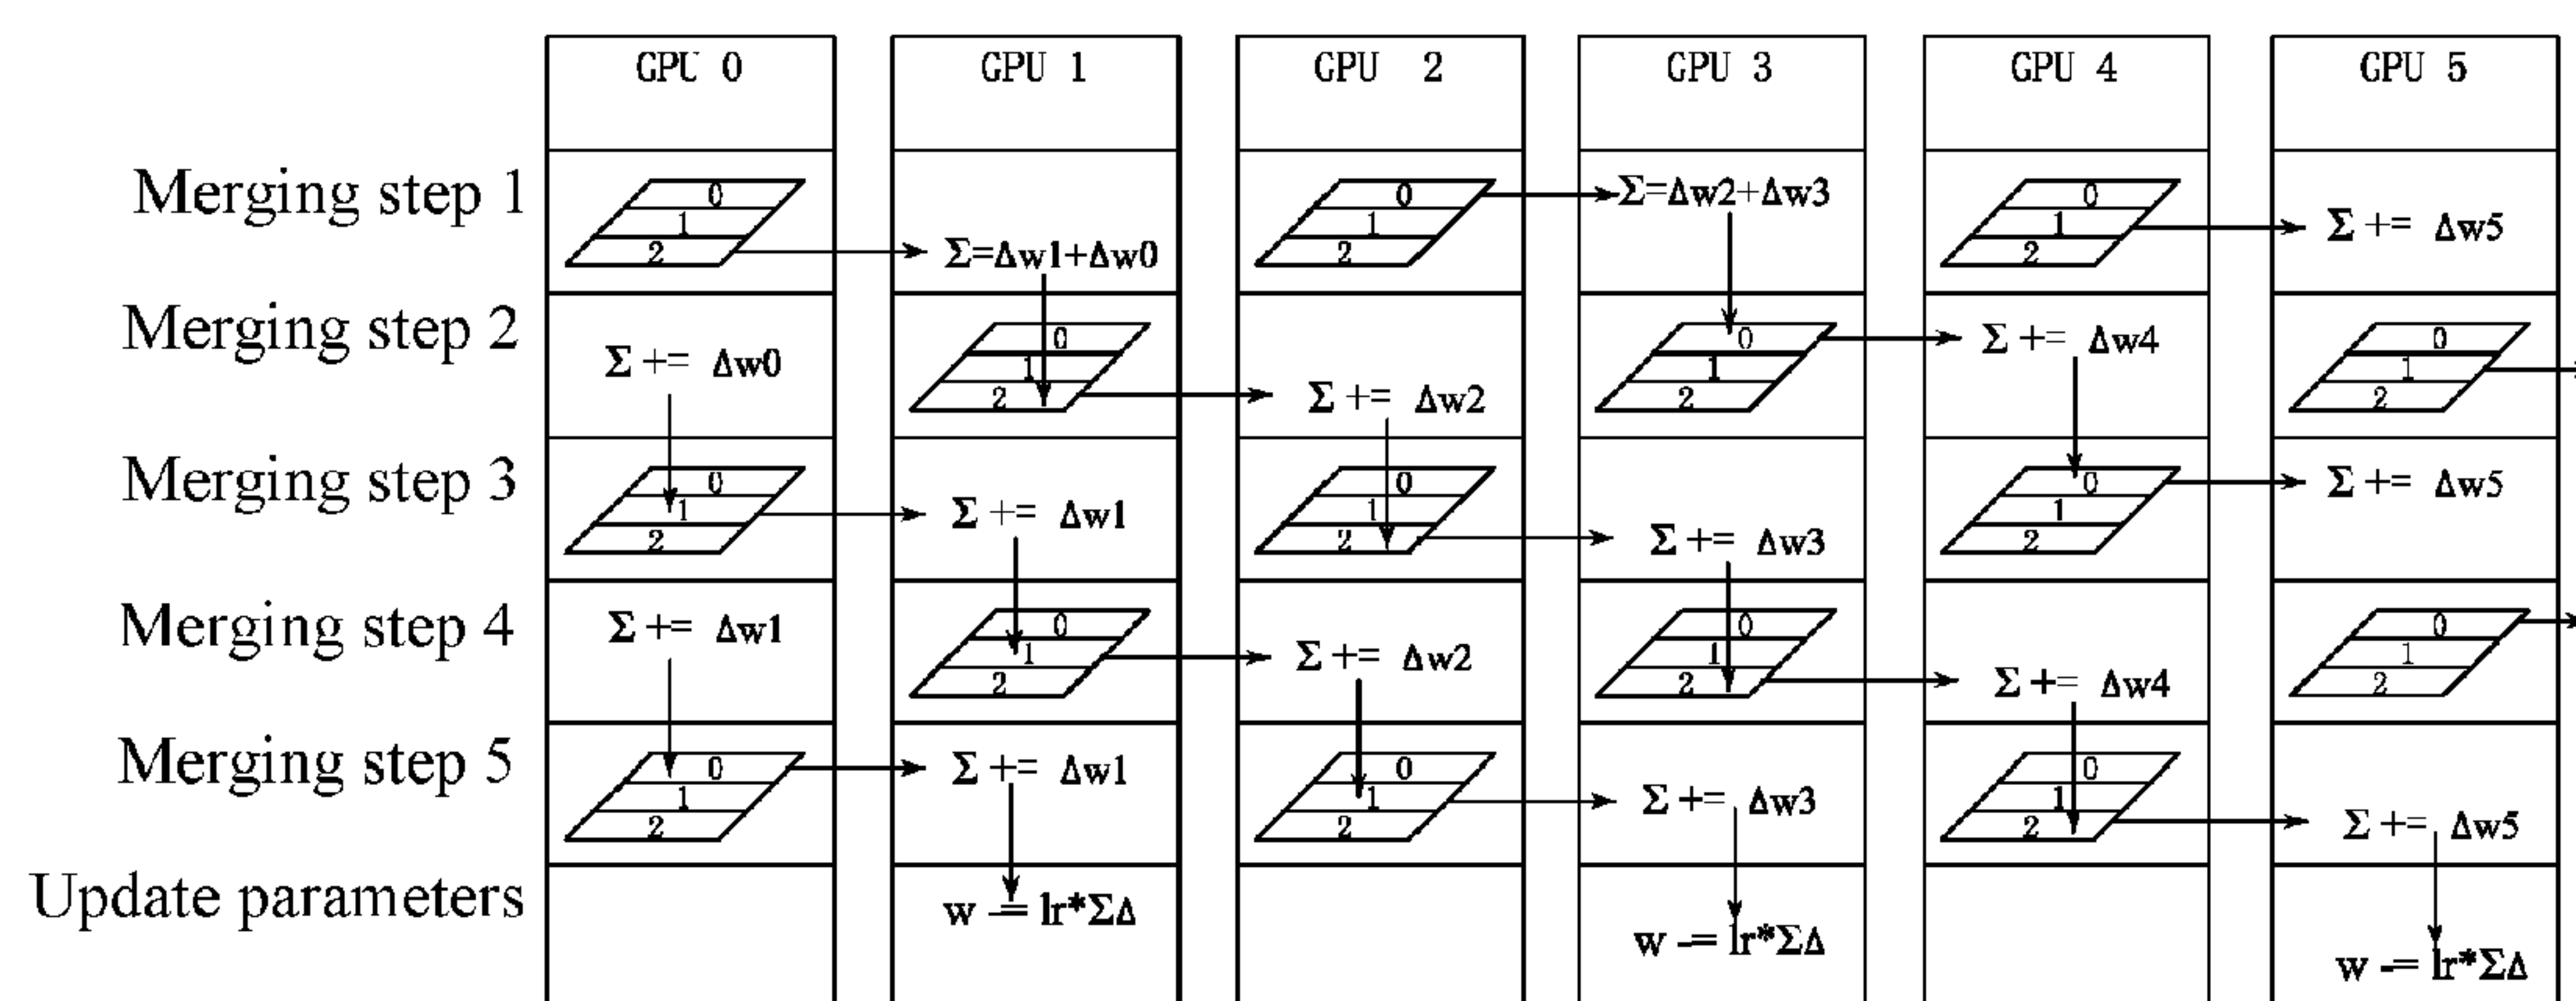 GPU 0 GPU 1 GPU 2 GPU 3 GPU 4 GPU 5
Merging step 1
0
1
2
Σ=Δw1+Δw0
0
1
2
Σ=Δw2+Δw3
0
1
2
Σ += Δw5
Merging step 2
Σ += Δw0
0
1
2
Σ += Δw2
0
1
2
Σ += Δw4
0
1
2
Merging step 3
0
1
2
Σ += Δw1
0
1
2
Σ += Δw3
0
1
2
Σ += Δw5
Merging step 4
Σ += Δw1
0
1
2
Σ += Δw2
0
1
2
Σ += Δw4
0
1
2
Merging step 5
0
1
2
Σ += Δw1
0
1
2
Σ += Δw3
0
1
2
Σ += Δw5
Update parameters
w -= lr*ΣΔ
w -= lr*ΣΔ
w -= lr*ΣΔ